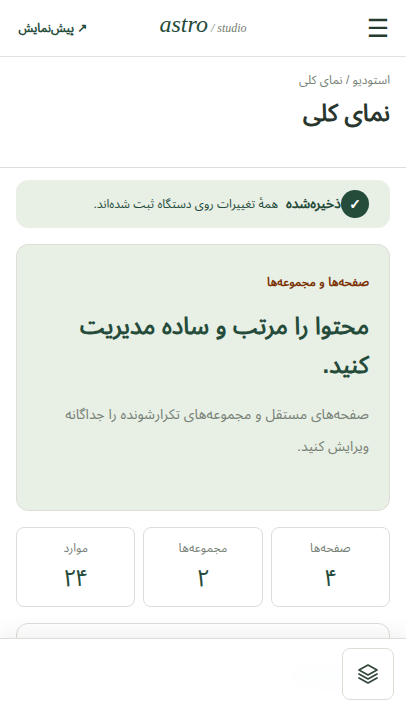 astro / studio
پیش‌نمایش ↗
استودیو / نمای کلی
نمای کلی
✓ ذخیره‌شده همهٔ تغییرات روی دستگاه ثبت شده‌اند.
صفحه‌ها و مجموعه‌ها
محتوا را مرتب و ساده مدیریت
کنید.
صفحه‌های مستقل و مجموعه‌های تکرارشونده را جداگانه
ویرایش کنید.
صفحه‌ها
۴
مجموعه‌ها
۲
موارد
۲۴